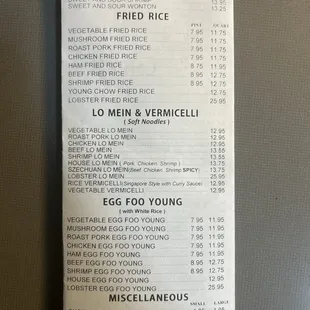 SWEET AND SOUR WONTON 12.75
FRIED RICE
PINT QUART
VEGETABLE FRIED RICE 7.95 11.75
MUSHROOM FRIED RICE 7.95 11.75
ROAST PORK FRIED RICE 7.95 11.75
CHICKEN FRIED RICE 7.95 11.75
HAM FRIED RICE 8.75 11.95
BEEF FRIED RICE 8.95 12.75
SHRIMP FRIED RICE 8.95 12.75
YOUNG CHOW FRIED RICE 12.75
LOBSTER FRIED RICE 25.95
LO MEIN & VERMICELLI
( Soft Noodles )
VEGETABLE LO MEIN 12.95
ROAST PORK LO MEIN 12.95
CHICKEN LO MEIN 12.95
BEEF LO MEIN 13.55
SHRIMP LO MEIN 13.55
HOUSE LO MEIN ( Pork Chicken Shrimp ) 13.75
SZECHUAN LO MEIN(Beef Chicken Shrimp SPICY) 13.75
LOBSTER LO MEIN 25.95
RICE VERMICELLI(Singapore Style with Curry Sauce) 12.95
VEGETABLE VERMICELLI 12.95
EGG FOO YOUNG
( with White Rice )
VEGETABLE EGG FOO YOUNG 7.95 11.95
MUSHROOM EGG FOO YOUNG 7.95 11.95
ROAST PORK EGG FOO YOUNG 7.95 11.95
CHICKEN EGG FOO YOUNG 7.95 11.95
HAM EGG FOO YOUNG 7.95 11.95
BEEF EGG FOO YOUNG 8.95 12.75
SHRIMP EGG FOO YOUNG 8.95 12.75
HOUSE EGG FOO YOUNG 12.95
LOBSTER EGG FOO YOUNG 25.95
MISCELLANEOUS
SMALL LARGE